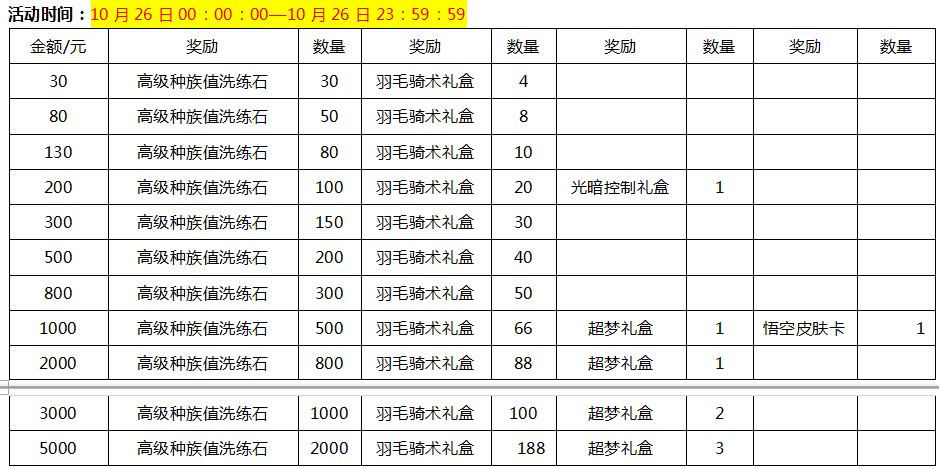 活动时间：10 月 26 日 00：00：00—10 月 26 日 23：59：59
金额/元 奖励 数量 奖励 数量 奖励 数量 奖励 数量
30 高级种族值洗练石 30 羽毛骑术礼盒 4
80 高级种族值洗练石 50 羽毛骑术礼盒 8
130 高级种族值洗练石 80 羽毛骑术礼盒 10
200 高级种族值洗练石 100 羽毛骑术礼盒 20 光暗控制礼盒 1
300 高级种族值洗练石 150 羽毛骑术礼盒 30
500 高级种族值洗练石 200 羽毛骑术礼盒 40
800 高级种族值洗练石 300 羽毛骑术礼盒 50
1000 高级种族值洗练石 500 羽毛骑术礼盒 66 超梦礼盒 1 悟空皮肤卡 1
2000 高级种族值洗练石 800 羽毛骑术礼盒 88 超梦礼盒 1
3000 高级种族值洗练石 1000 羽毛骑术礼盒 100 超梦礼盒 2
5000 高级种族值洗练石 2000 羽毛骑术礼盒 188 超梦礼盒 3